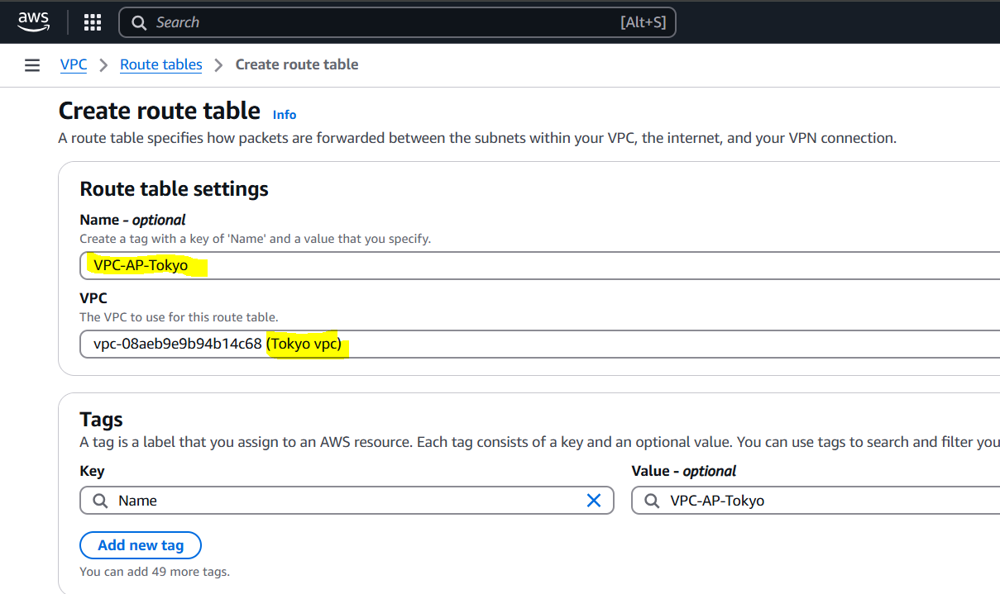 aws
Search [Alt+S]
VPC > Route tables > Create route table
Create route table Info
A route table specifies how packets are forwarded between the subnets within your VPC, the internet, and your VPN connection.
Route table settings
Name - optional
Create a tag with a key of 'Name' and a value that you specify.
VPC-AP-Tokyo
VPC
The VPC to use for this route table.
vpc-08aeb9e9b94b14c68 (Tokyo vpc)
Tags
A tag is a label that you assign to an AWS resource. Each tag consists of a key and an optional value. You can use tags to search and filter you
Key Value - optional
Name VPC-AP-Tokyo
Add new tag
You can add 49 more tags.